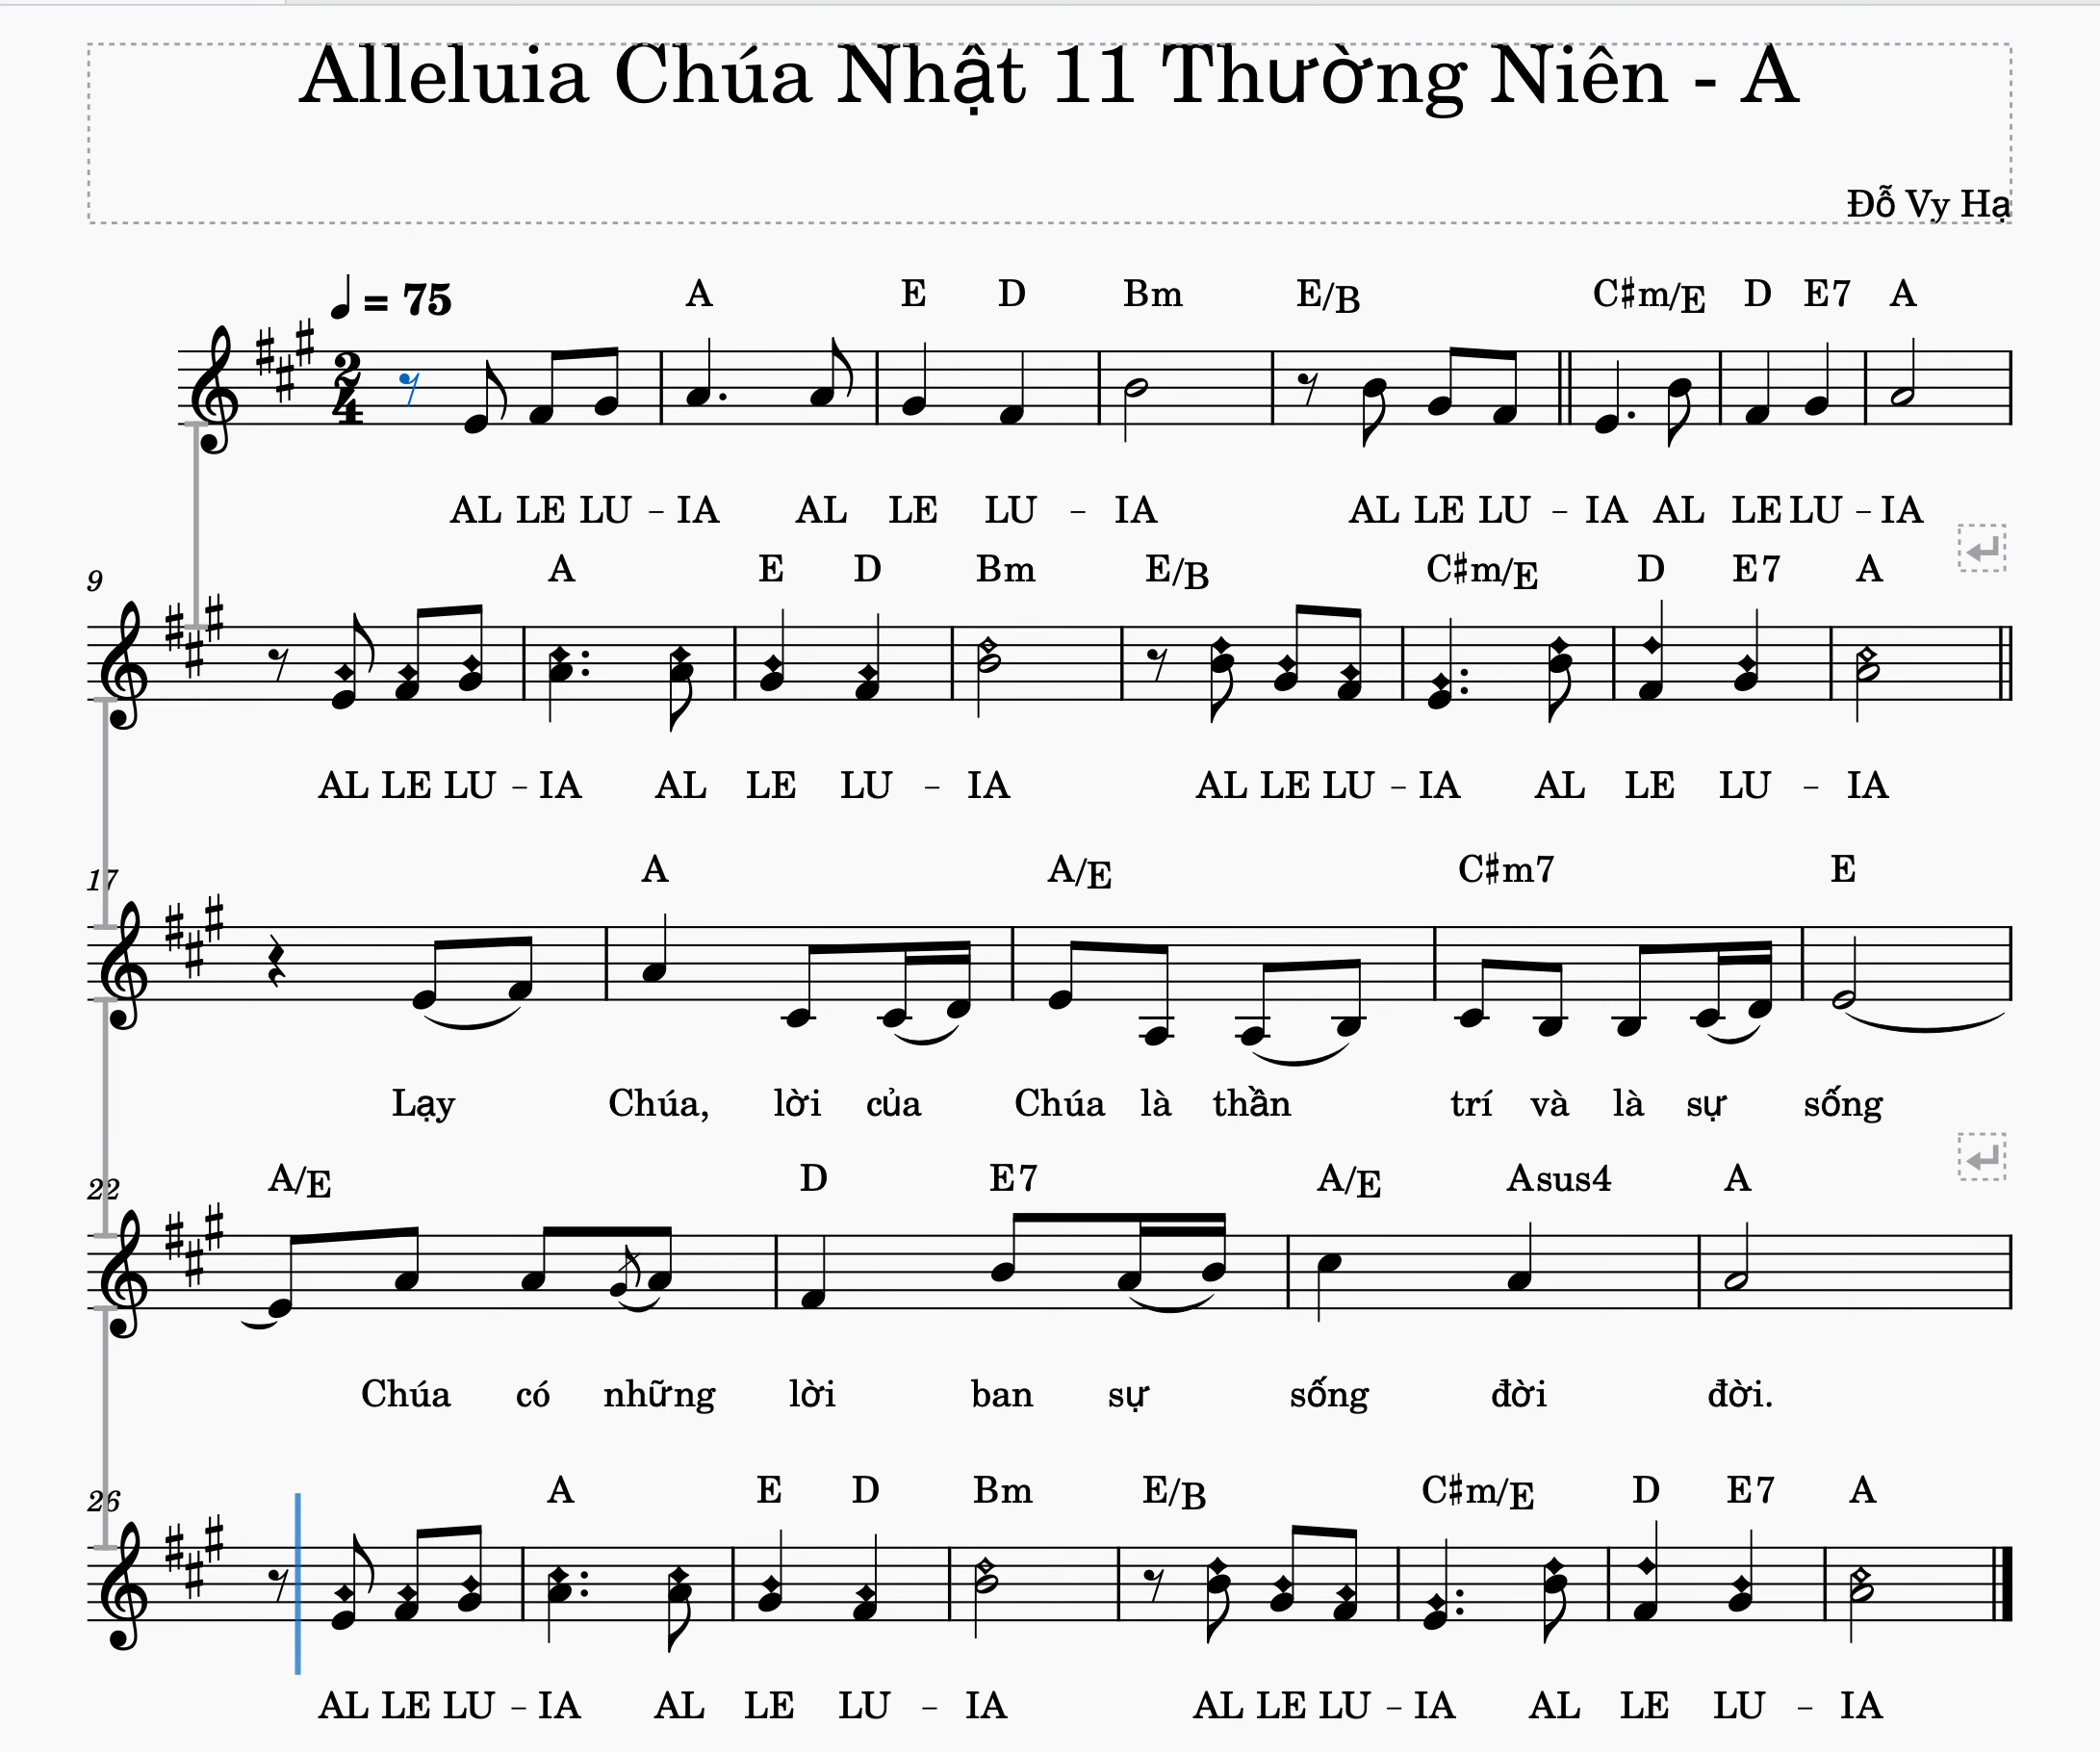 Alleluia Chúa Nhật 11 Thường Niên - A
Đỗ Vy Hạ
♩ = 75
A E D Bm E/B C♯m/E D E7 A
2
4
AL LE LU - IA AL LE LU - IA AL LE LU - IA AL LE LU - IA
9
A E D Bm E/B C♯m/E D E7 A
AL LE LU - IA AL LE LU - IA AL LE LU - IA AL LE LU - IA
17
A A/E C♯m7 E
Lạy Chúa, lời của Chúa là thần trí và là sự sống
22
A/E D E7 A/E Asus4 A
Chúa có những lời ban sự sống đời đời.
26
A E D Bm E/B C♯m/E D E7 A
AL LE LU - IA AL LE LU - IA AL LE LU - IA AL LE LU - IA